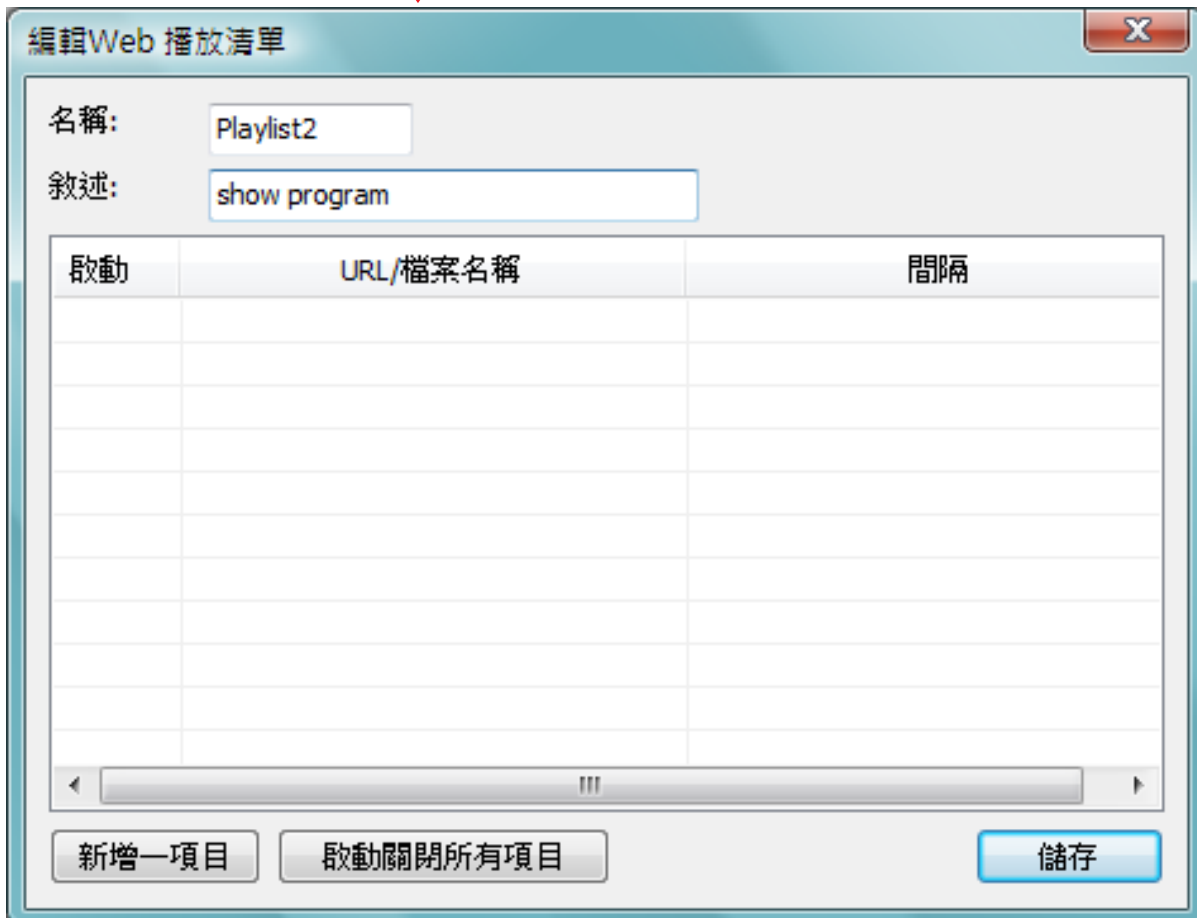 編輯Web 播放清單
名稱: Playlist2
敘述: show program
啟動 URL/檔案名稱 間隔
新增一項目 啟動關閉所有項目 儲存